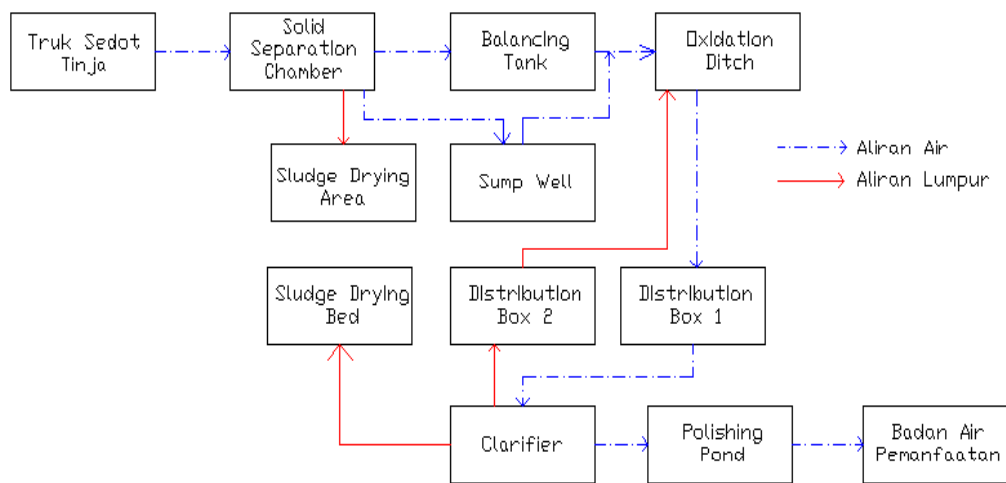 Truk Sedot
Tinja
Solid
Separation
Chamber
Balancing
Tank
Oxidation
Ditch
Aliran Air
Aliran Lumpur
Sludge Drying
Area
Sump Well
Sludge Drying
Bed
Distribution
Box 2
Distribution
Box 1
Clarifier
Polishing
Pond
Badan Air
Pemanfaatan